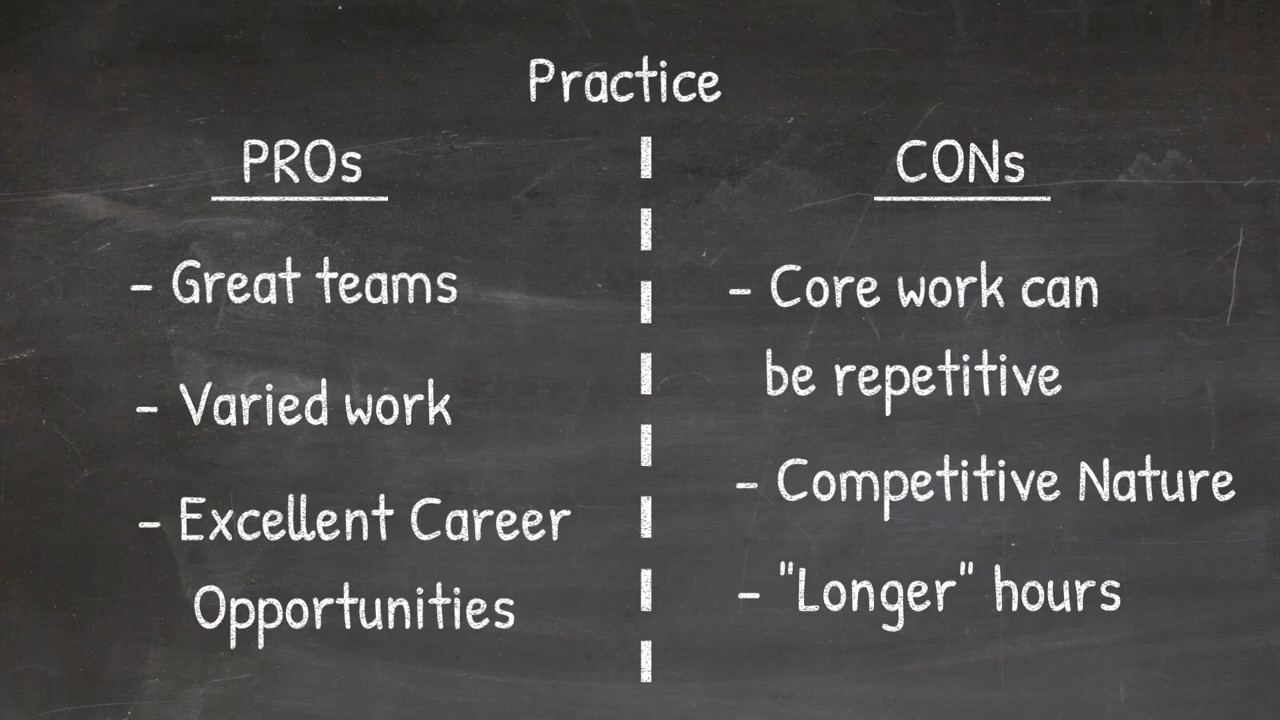 Practice
PROs
- Great teams
- Varied work
- Excellent Career
Opportunities
CONs
- Core work can
be repetitive
- Competitive Nature
- "Longer" hours